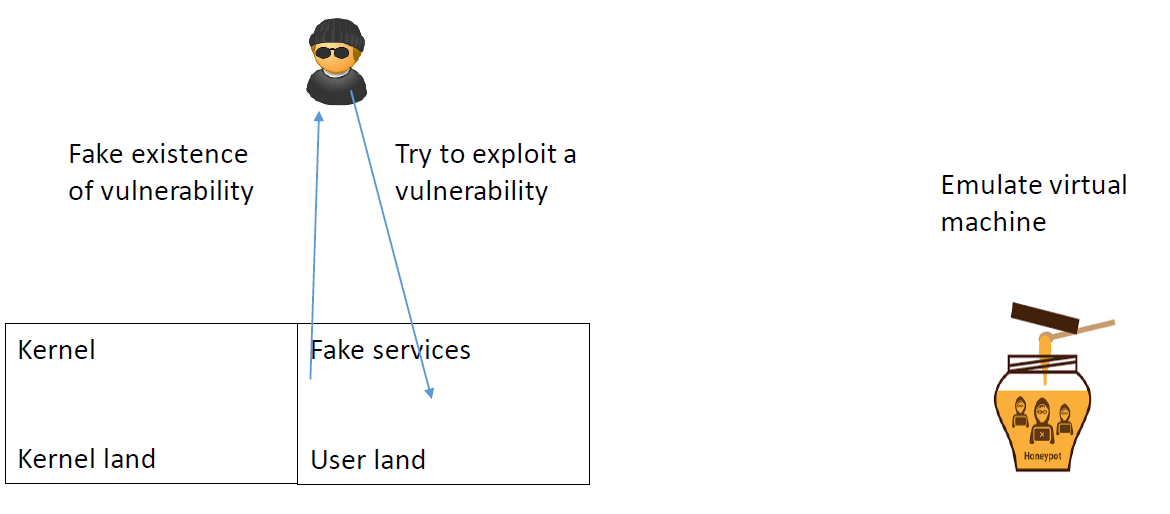 Fake existence
of vulnerability
Try to exploit a
vulnerability
Emulate virtual
machine
Kernel
Fake services
Kernel land
User land
X
Honeypot